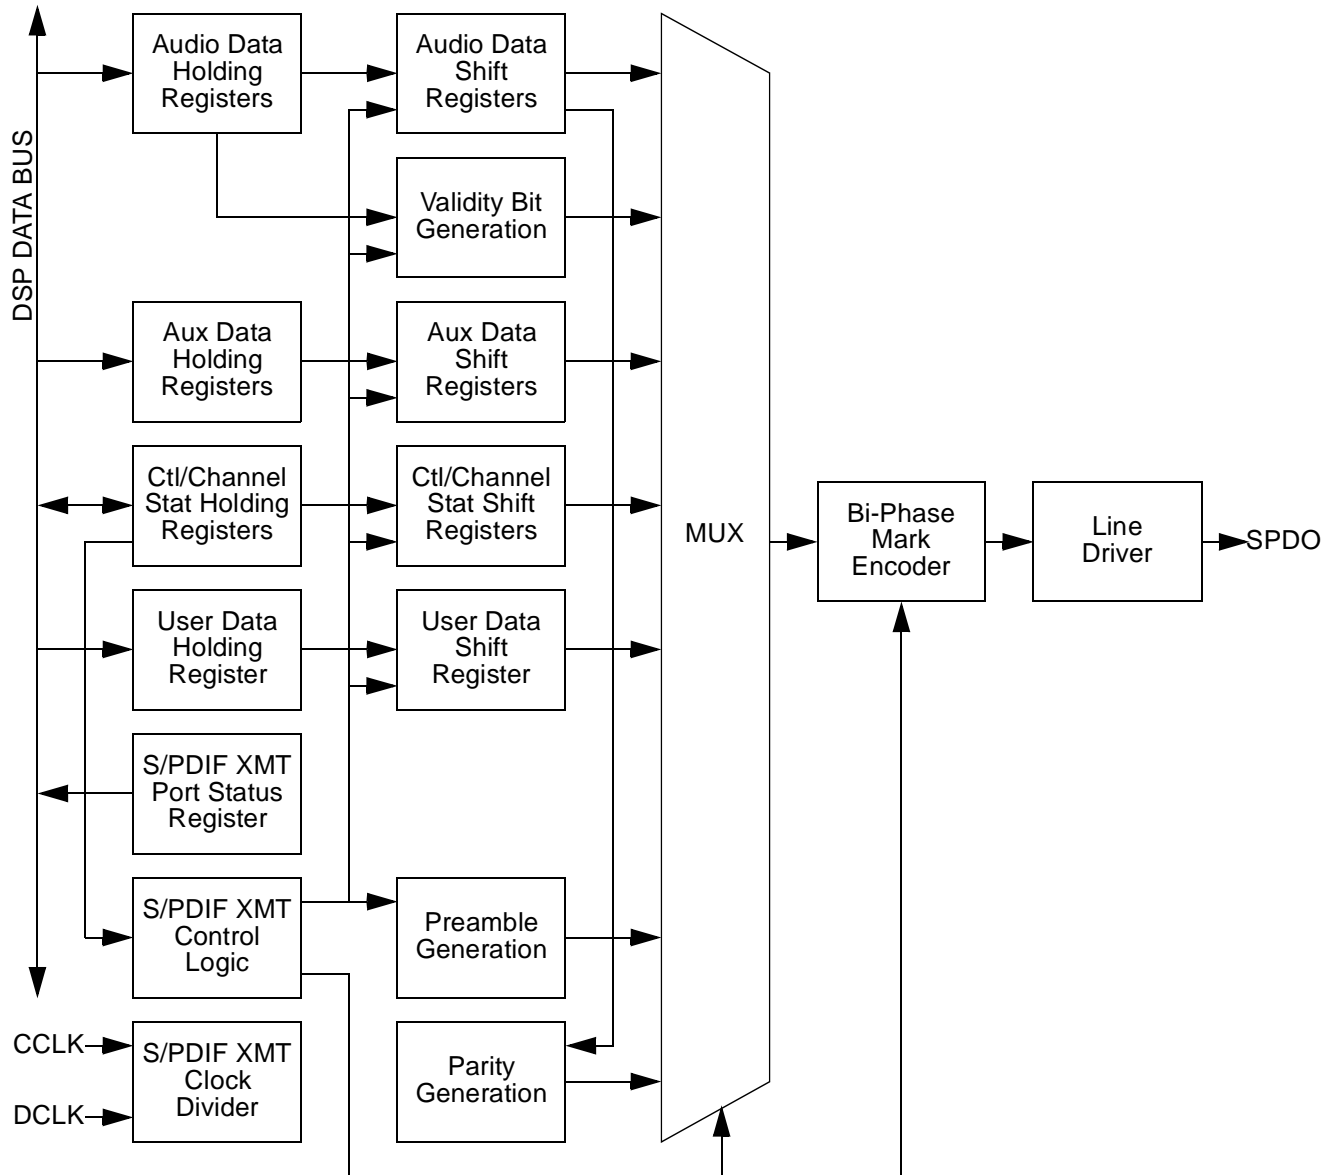 Audio Data
Holding
Registers
Audio Data
Shift
Registers
DSP DATA BUS
Validity Bit
Generation
Aux Data
Holding
Registers
Aux Data
Shift
Registers
Ctl/Channel
Stat Holding
Registers
Ctl/Channel
Stat Shift
Registers
MUX
Bi-Phase
Mark
Encoder
Line
Driver
SPDO
User Data
Holding
Register
User Data
Shift
Register
S/PDIF XMT
Port Status
Register
S/PDIF XMT
Control
Logic
Preamble
Generation
CCLK
DCLK
S/PDIF XMT
Clock
Divider
Parity
Generation